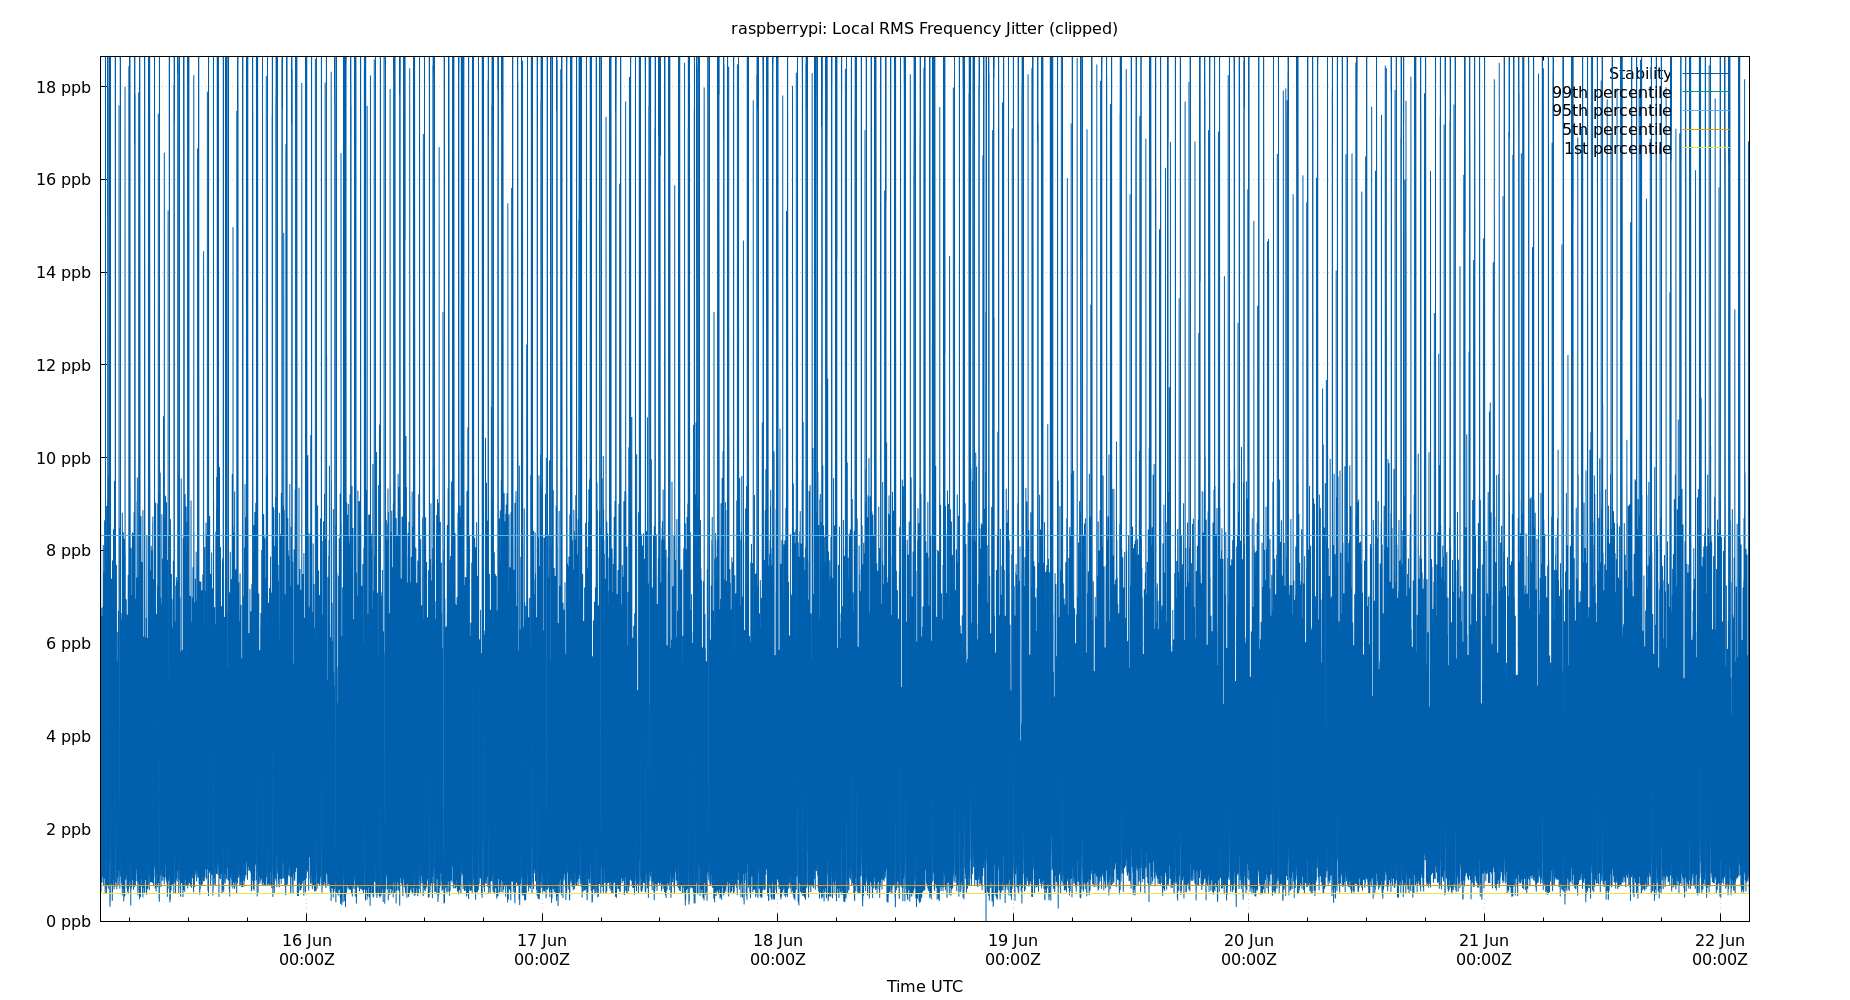 raspberrypi: Local RMS Frequency Jitter (clipped)
18 ppb
16 ppb
14 ppb
12 ppb
10 ppb
8 ppb
6 ppb
4 ppb
2 ppb
0 ppb
Stability
99th percentile
95th percentile
5th percentile
1st percentile
16 Jun 17 Jun 18 Jun 19 Jun 20 Jun 21 Jun 22 Jun
00:00Z 00:00Z 00:00Z 00:00Z 00:00Z 00:00Z 00:00Z
Time UTC